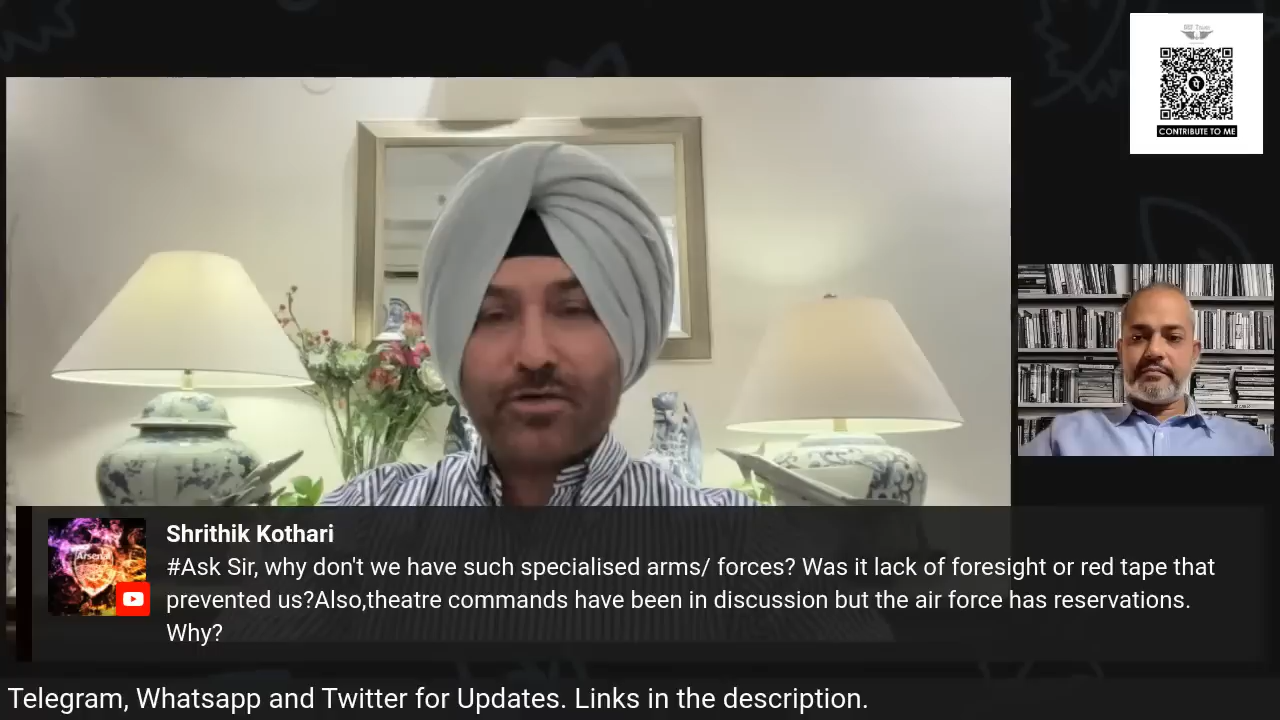 CONTRIBUTE TO ME
Arsenal
Shrithik Kothari
#Ask Sir, why don't we have such specialised arms/ forces? Was it lack of foresight or red tape that
prevented us?Also,theatre commands have been in discussion but the air force has reservations.
Why?
Telegram, Whatsapp and Twitter for Updates. Links in the description.